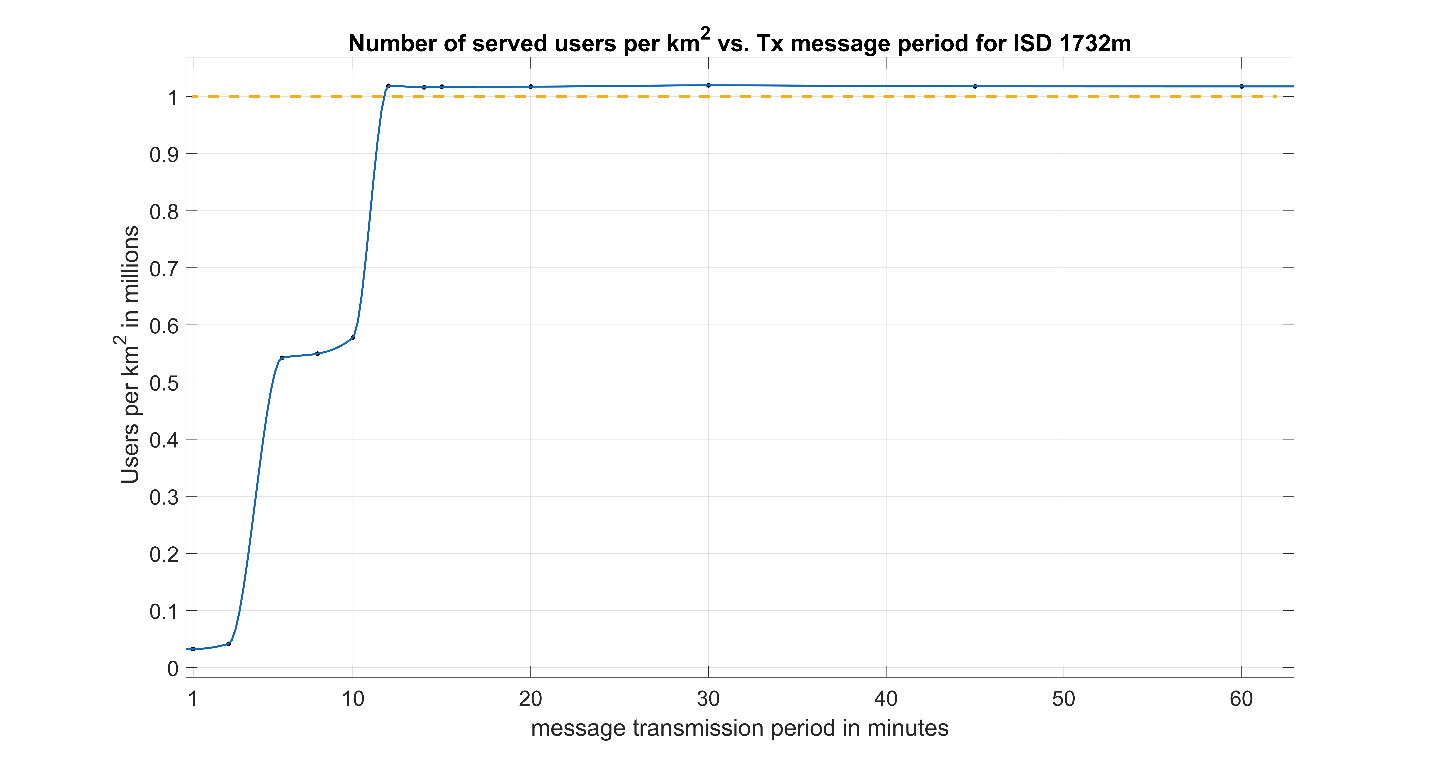 Number of served users per km² vs. Tx message period for ISD 1732m
Users per km² in millions
1
0.9
0.8
0.7
0.6
0.5
0.4
0.3
0.2
0.1
0
1 10 20 30 40 50 60
message transmission period in minutes